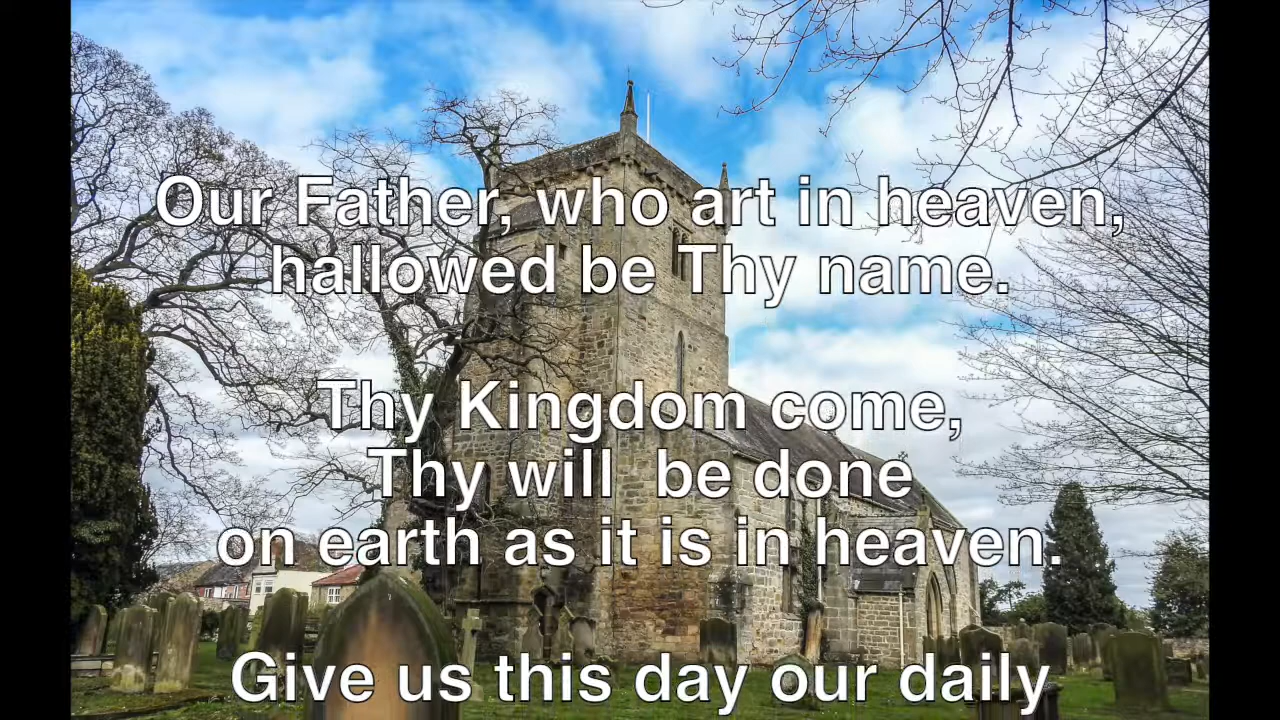 Our Father, who art in heaven,
hallowed be Thy name.
Thy Kingdom come,
Thy will  be done
on earth as it is in heaven.
Give us this day our daily